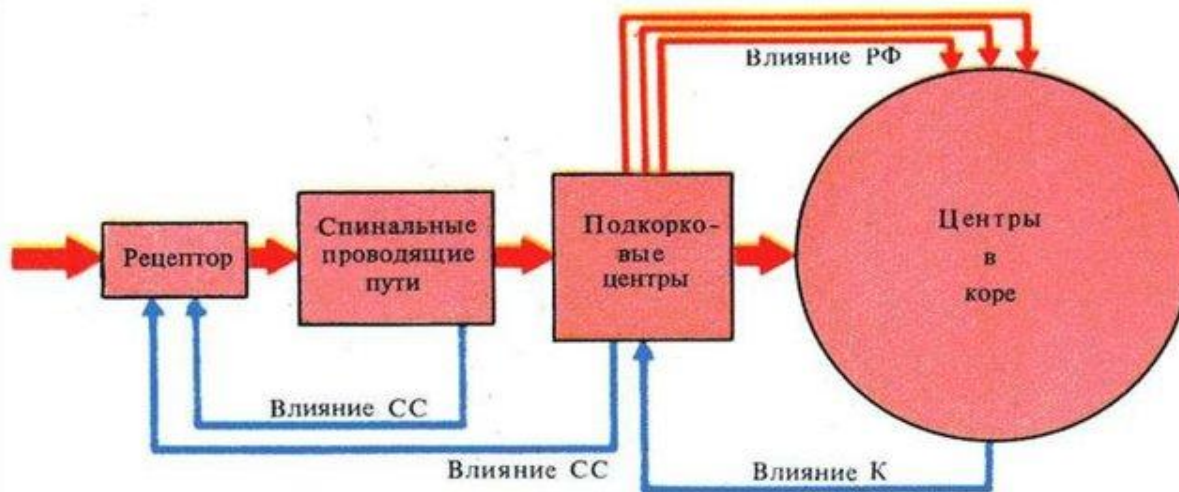 Влияние РФ
Рецептор
Спинальные
проводящие
пути
Подкорко-
вые
центры
Центры
в
коре
Влияние СС
Влияние СС
Влияние К